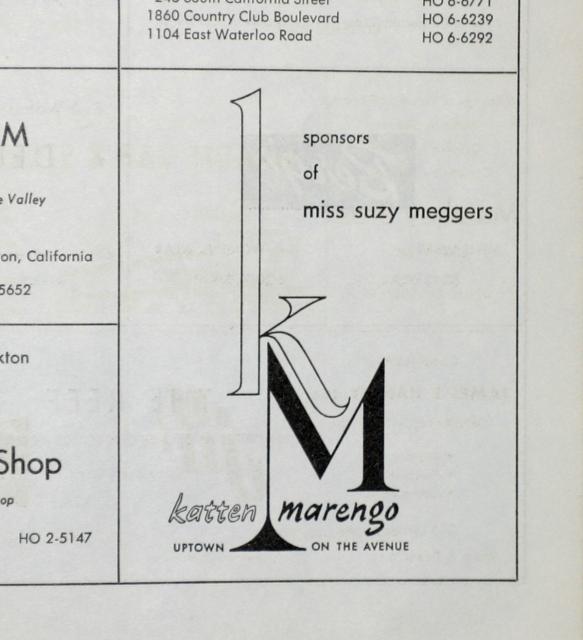 1860 Country Club Boulevard HO 6-6239
1104 East Waterloo Road HO 6-6292
M
Valley
on, California
5652
kton
Shop
op
HO 2-5147
sponsors
of
miss suzy meggers
k
M
katten marengo
UPTOWN ON THE AVENUE